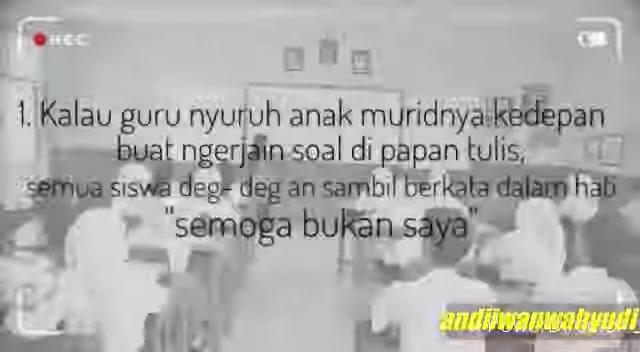 REC
1. Kalau guru nyuruh anak muridnya kedepan
buat ngerjain soal di papan tulis,
semua siswa deg- deg an sambil berkata dalam hati
"semoga bukan saya"
andiiwanwahyudi